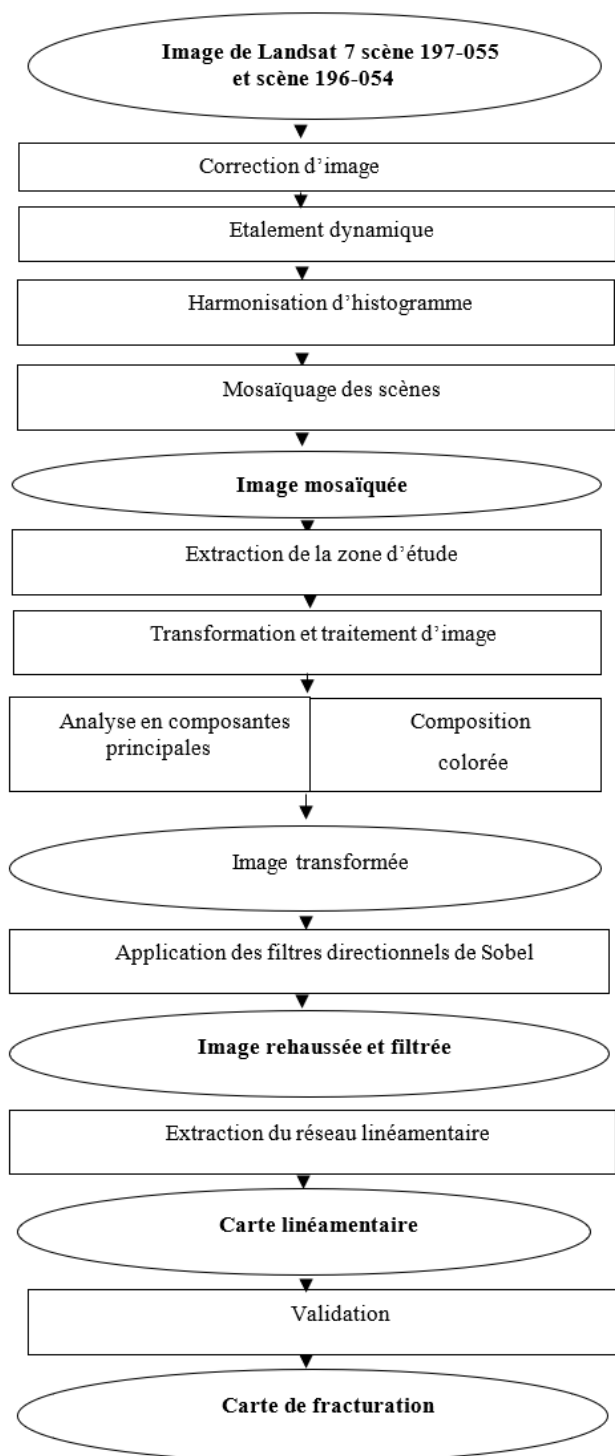 Image de Landsat 7 scène 197-055
et scène 196-054
Correction d'image
Etalement dynamique
Harmonisation d'histogramme
Mosaïquage des scènes
Image mosaïquée
Extraction de la zone d'étude
Transformation et traitement d'image
Analyse en composantes
principales
Composition
colorée
Image transformée
Application des filtres directionnels de Sobel
Image rehaussée et filtrée
Extraction du réseau linéamentaire
Carte linéamentaire
Validation
Carte de fracturation